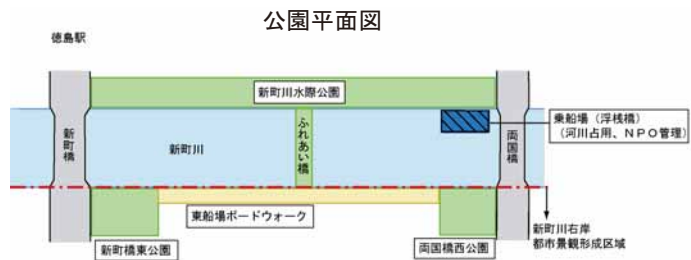 公園平面図
徳島駅
新町川水際公園
新町橋
新町川
ふれあい橋
両国橋
乗船場（浮桟橋）
（河川占用、ＮＰＯ管理）
東船場ボードウォーク
新町橋東公園
両国橋西公園
新町川右岸
都市景観形成区域